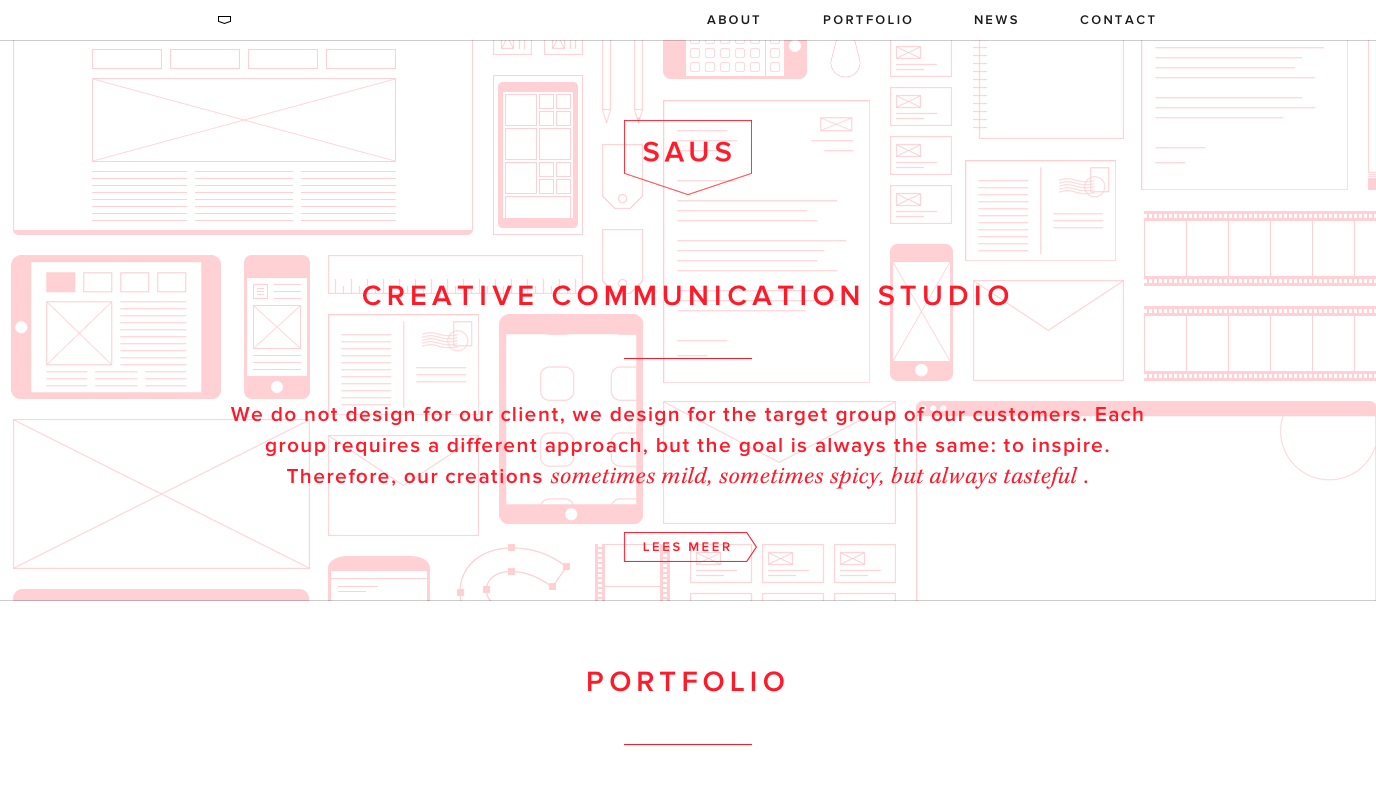 ABOUT PORTFOLIO NEWS CONTACT
SAUS
CREATIVE COMMUNICATION STUDIO
We do not design for our client, we design for the target group of our customers. Each
group requires a different approach, but the goal is always the same: to inspire.
Therefore, our creations sometimes mild, sometimes spicy, but always tasteful .
LEES MEER
PORTFOLIO